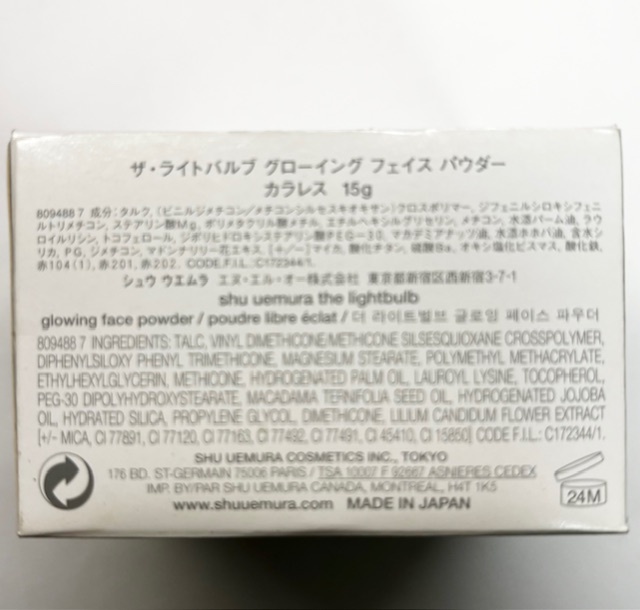 ザ・ライトバルブ グローイング フェイス パウダー
カラレス 15g
809488 7 成分：タルク、（ビニルジメチコン/メチコンシルセスキオキサン）クロスポリマー、ジフェニルシロキシフェニ
ルトリメチコン、ステアリン酸Mg、ポリメタクリル酸メチル、エチルヘキシルグリセリン、メチコン、水添パーム油、ラウ
ロイルリシン、トコフェロール、ジポリヒドロキシステアリン酸PEG-30、マカデミアナッツ油、水添ホホバ油、含水シ
リカ、PG、ジメチコン、マドンナリリー花エキス、[＋/－]マイカ、酸化チタン、硫酸Ba、オキシ塩化ビスマス、酸化鉄、
赤104(1)、赤201、赤202. CODE F.I.L.:C172344/1.
シュウ ウエムラ エヌ・エル・オー株式会社 東京都新宿区西新宿3-7-1
shu uemura the lightbulb
glowing face powder / poudre libre éclat / 더 라이트벌브 글로잉 페이스 파우더
809488 7 INGREDIENTS: TALC, VINYL DIMETHICONE/METHICONE SILSESQUIOXANE CROSSPOLYMER,
DIPHENYLSILOXY PHENYL TRIMETHICONE, MAGNESIUM STEARATE, POLYMETHYL METHACRYLATE,
ETHYLHEXYLGLYCERIN, METHICONE, HYDROGENATED PALM OIL, LAUROYL LYSINE, TOCOPHEROL,
PEG-30 DIPOLYHYDROXYSTEARATE, MACADAMIA TERNIFOLIA SEED OIL, HYDROGENATED JOJOBA
OIL, HYDRATED SILICA, PROPYLENE GLYCOL, DIMETHICONE, LILIUM CANDIDUM FLOWER EXTRACT
[+/- MICA, CI 77891, CI 77120, CI 77163, CI 77492, CI 77491, CI 45410, CI 15850] CODE F.I.L.: C172344/1.
SHU UEMURA COSMETICS INC., TOKYO
176 BD. ST-GERMAIN 75006 PARIS / TSA 10007 F 92667 ASNIERES CEDEX
IMP. BY/PAR SHU UEMURA CANADA, MONTREAL, H4T 1K5
www.shuuemura.com MADE IN JAPAN
24M